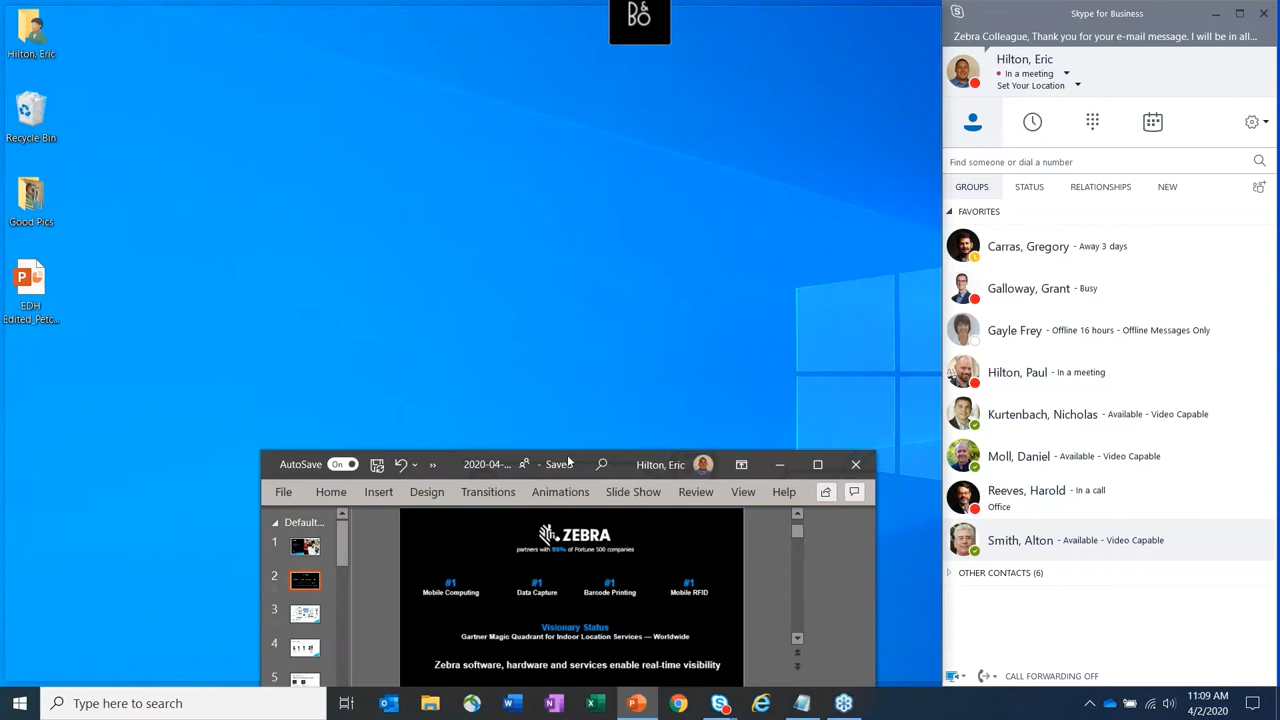 Hilton, Eric
Recycle Bin
Good Pics
EDH
Edited_Petc...
B&
BO
Skype for Business
Zebra Colleague, Thank you for your e-mail message. I will be in all...
Hilton, Eric
In a meeting
Set Your Location
Find someone or dial a number
GROUPS STATUS RELATIONSHIPS NEW
FAVORITES
Carras, Gregory - Away 3 days
Galloway, Grant - Busy
Gayle Frey - Offline 16 hours - Offline Messages Only
Hilton, Paul - In a meeting
Kurtenbach, Nicholas - Available - Video Capable
Moll, Daniel - Available - Video Capable
Reeves, Harold - In a call
Office
Smith, Alton - Available - Video Capable
OTHER CONTACTS (6)
CALL FORWARDING OFF
AutoSave On 2020-04-... - Saved Hilton, Eric
File Home Insert Design Transitions Animations Slide Show Review View Help
Default...
1
2
3
4
5
ZEBRA
partners with 95% of Fortune 500 companies
#1 #1 #1 #1
Mobile Computing Data Capture Barcode Printing Mobile RFID
Visionary Status
Gartner Magic Quadrant for Indoor Location Services — Worldwide
Zebra software, hardware and services enable real-time visibility
Type here to search
11:09 AM
4/2/2020